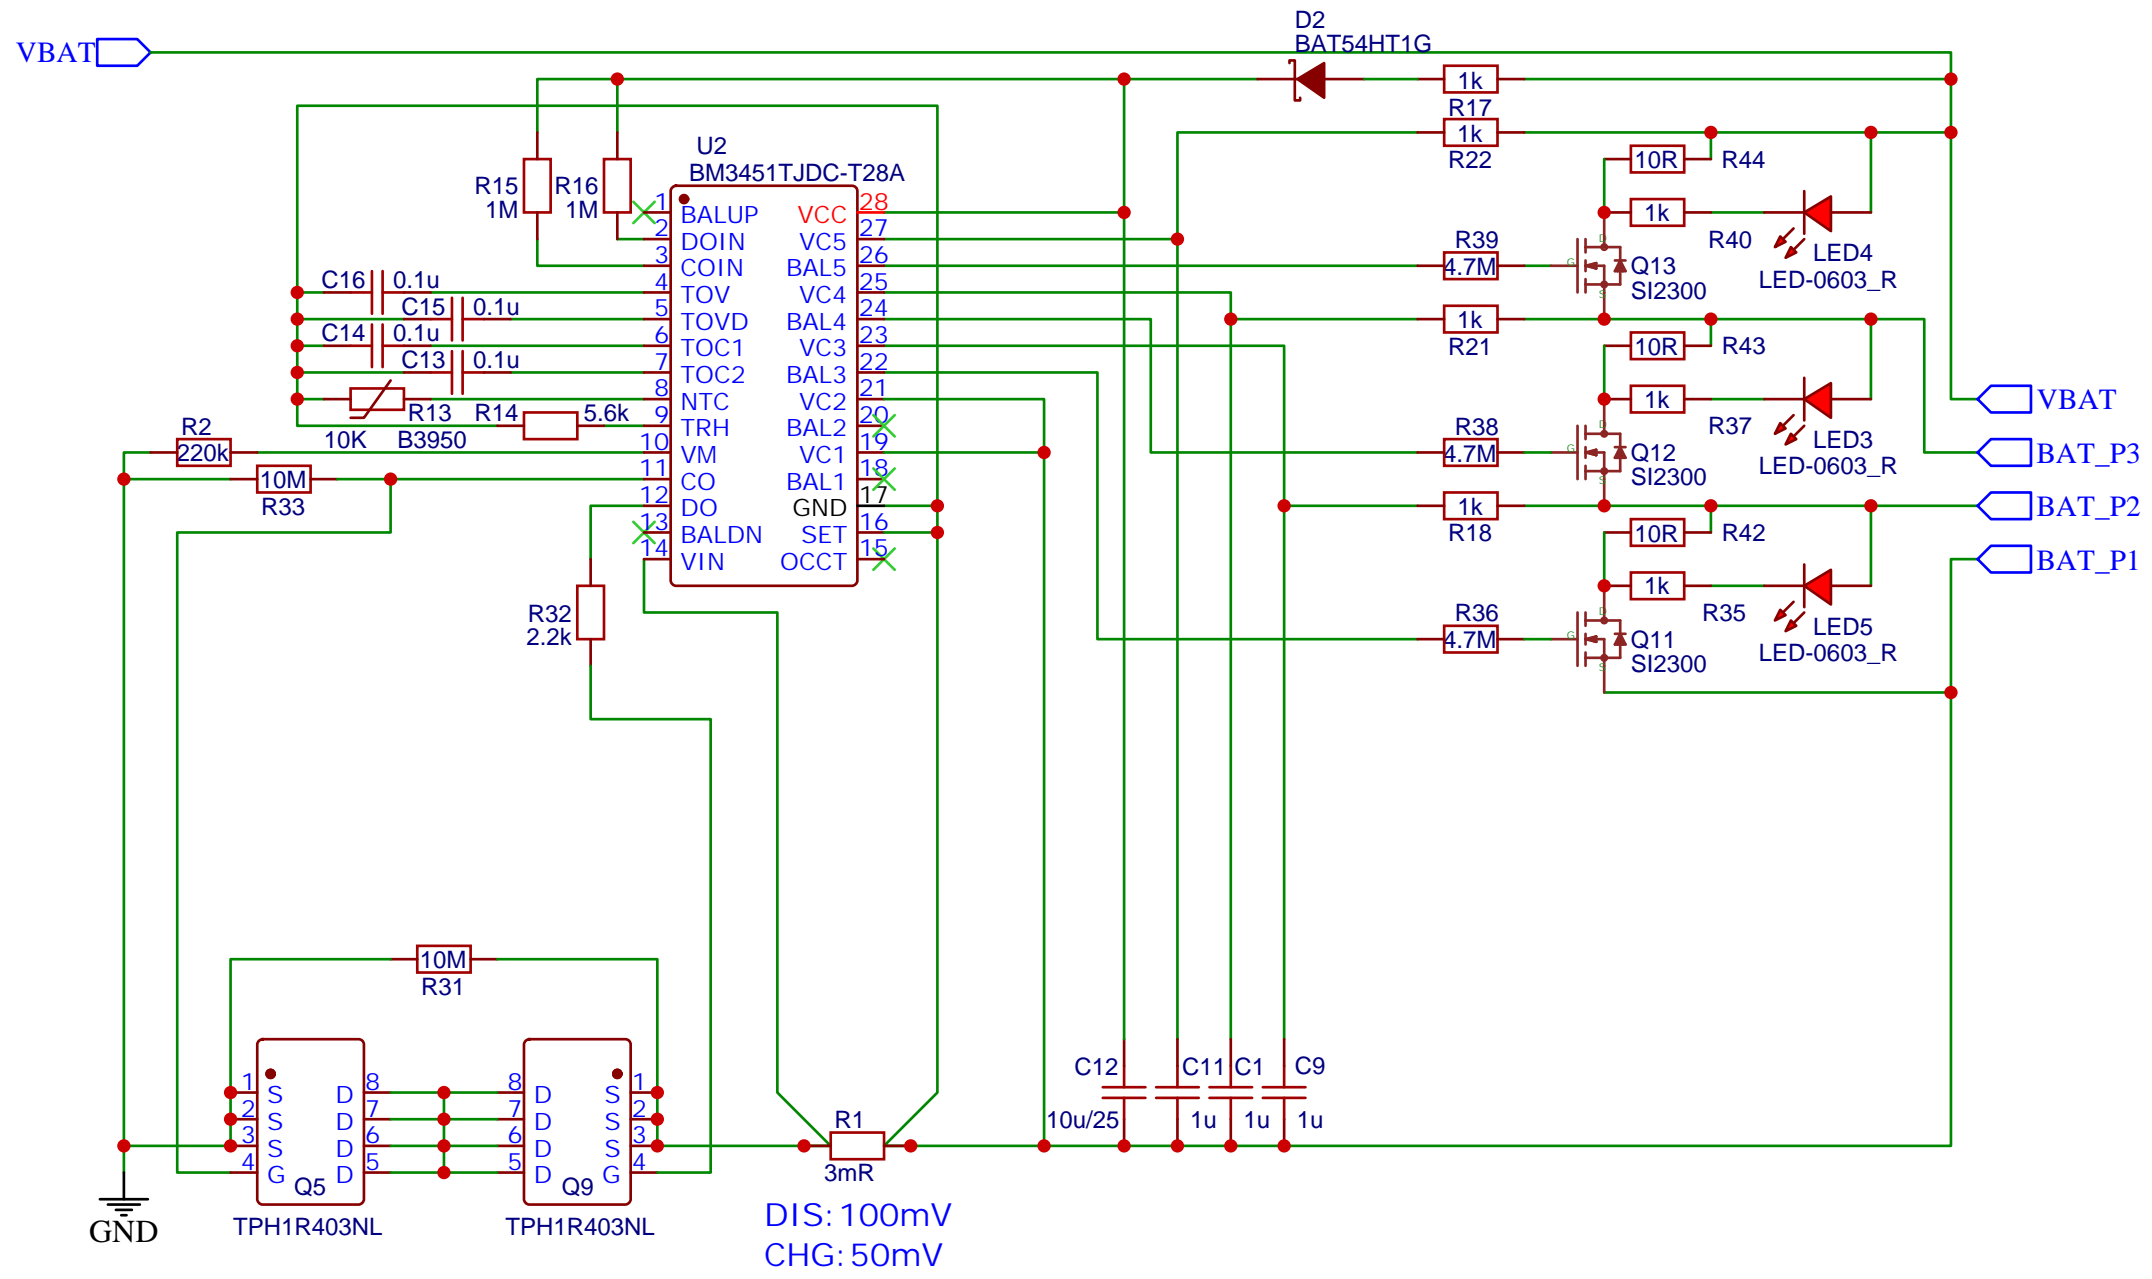 D2
BAT54HT1G
VBAT
1k
R17
1k
R22
U2
BM3451TJDC-T28A
10R
R44
R15
1M
R16
1M
1
BALUP
VCC
28
1k
R40
LED4
LED-0603_R
2
DOIN
VC5
27
R39
4.7M
D
G
S
Q13
SI2300
3
COIN
BAL5
26
C16
0.1u
4
TOV
VC4
25
C15
0.1u
5
TOVD
BAL4
24
1k
R21
10R
R43
C14
0.1u
6
TOC1
VC3
23
C13
0.1u
7
TOC2
BAL3
22
R13
10K
B3950
8
NTC
VC2
21
1k
R37
LED3
LED-0603_R
VBAT
R14
5.6k
9
TRH
BAL2
20
R2
220k
10
VM
VC1
19
R38
4.7M
D
G
S
Q12
SI2300
BAT_P3
10M
R33
11
CO
BAL1
18
12
DO
GND
17
1k
R18
10R
R42
BAT_P2
13
BALDN
SET
16
14
VIN
OCCT
15
BAT_P1
R32
2.2k
1k
R35
LED5
LED-0603_R
R36
4.7M
D
G
S
Q11
SI2300
10M
R31
1
S
D
8
8
D
S
1
2
S
D
7
7
D
S
2
3
S
D
6
6
D
S
3
4
G
D
5
5
D
G
4
Q5
Q9
TPH1R403NL
TPH1R403NL
R1
3mR
C12
10u/25
C11
1u
C1
1u
C9
1u
GND
DIS:100mV
CHG:50mV